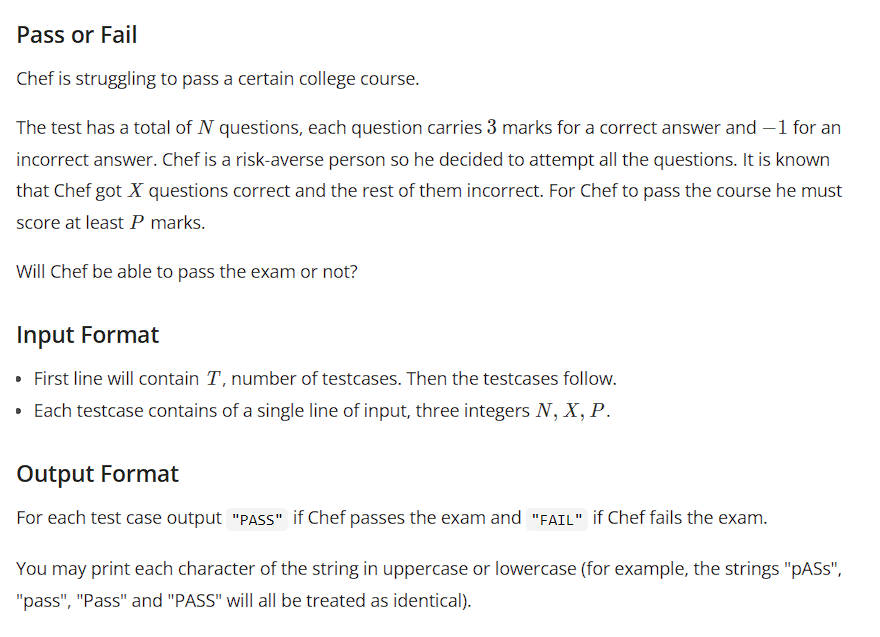 Pass or Fail
Chef is struggling to pass a certain college course.
The test has a total of N questions, each question carries 3 marks for a correct answer and −1 for an
incorrect answer. Chef is a risk-averse person so he decided to attempt all the questions. It is known
that Chef got X questions correct and the rest of them incorrect. For Chef to pass the course he must
score at least P marks.
Will Chef be able to pass the exam or not?
Input Format
• First line will contain T, number of testcases. Then the testcases follow.
• Each testcase contains of a single line of input, three integers N, X, P.
Output Format
For each test case output "PASS" if Chef passes the exam and "FAIL" if Chef fails the exam.
You may print each character of the string in uppercase or lowercase (for example, the strings "pASs",
"pass", "Pass" and "PASS" will all be treated as identical).